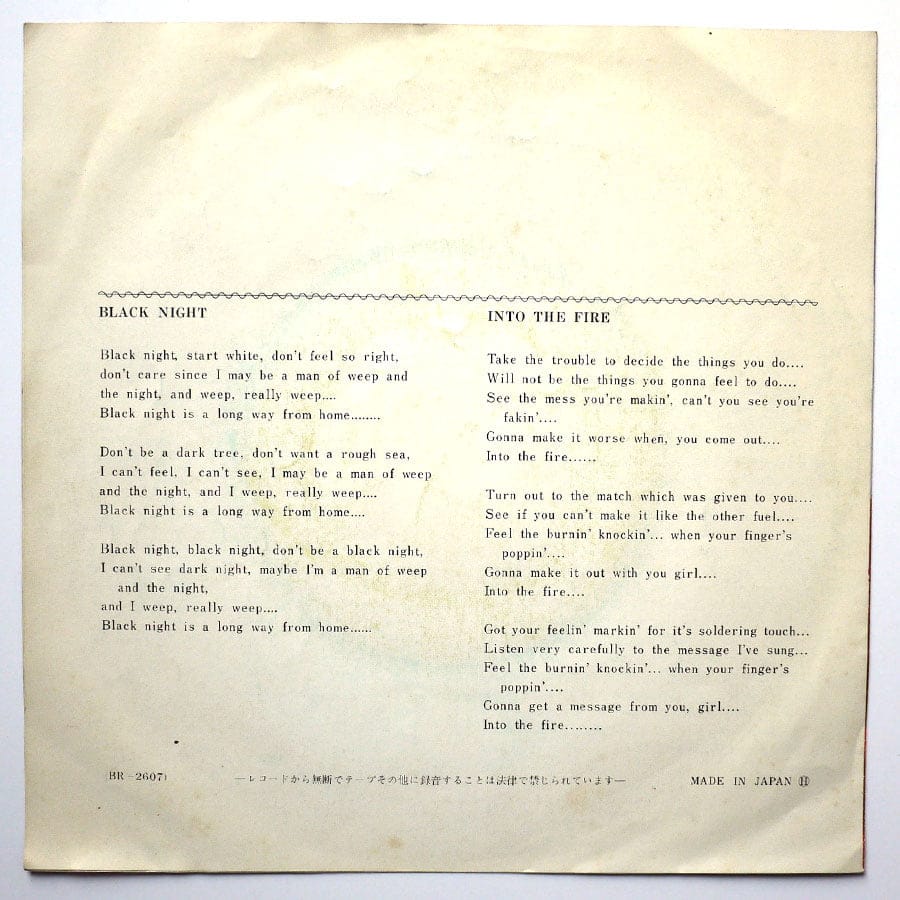 BLACK NIGHT
Black night, start white, don't feel so right,
don't care since I may be a man of weep and
the night, and weep, really weep....
Black night is a long way from home........
Don't be a dark tree, don't want a rough sea,
I can't feel, I can't see, I may be a man of weep
and the night, and I weep, really weep....
Black night is a long way from home....
Black night, black night, don't be a black night,
I can't see dark night, maybe I'm a man of weep
and the night,
and I weep, really weep....
Black night is a long way from home......
INTO THE FIRE
Take the trouble to decide the things you do....
Will not be the things you gonna feel to do....
See the mess you're makin', can't you see you're
fakin'....
Gonna make it worse when, you come out....
Into the fire......
Turn out to the match which was given to you....
See if you can't make it like the other fuel....
Feel the burnin' knockin'... when your finger's
poppin'....
Gonna make it out with you girl....
Into the fire....
Got your feelin' markin' for it's soldering touch...
Listen very carefully to the message I've sung...
Feel the burnin' knockin'... when your finger's
poppin'....
Gonna get a message from you, girl....
Into the fire........
(BR-2607)
—レコードから無断でテープその他に録音することは法律で禁じられています—
MADE IN JAPAN Ⓗ